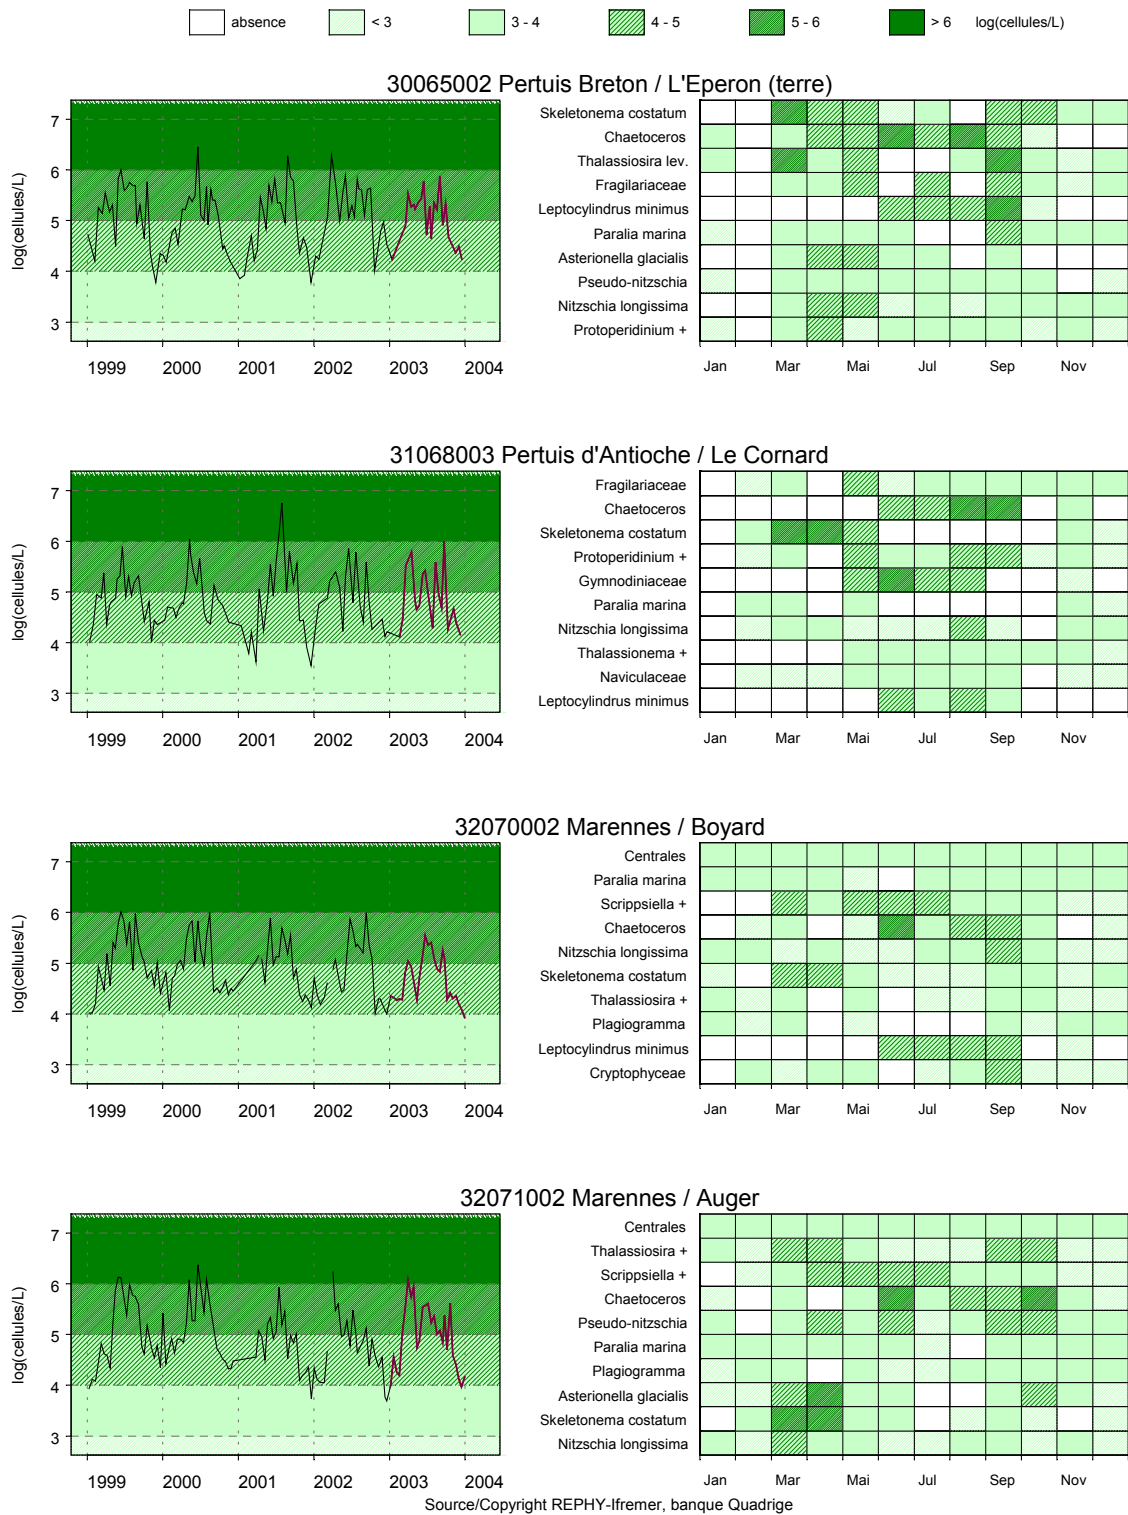 absence < 3 3 - 4 4 - 5 5 - 6 > 6 log(cellules/L)
30065002 Pertuis Breton / L'Eperon (terre)
log(cellules/L)
7
6
5
4
3
1999 2000 2001 2002 2003 2004
Skeletonema costatum
Chaetoceros
Thalassiosira lev.
Fragilariaceae
Leptocylindrus minimus
Paralia marina
Asterionella glacialis
Pseudo-nitzschia
Nitzschia longissima
Protoperidinium +
Jan Mar Mai Jul Sep Nov
31068003 Pertuis d'Antioche / Le Cornard
log(cellules/L)
7
6
5
4
3
1999 2000 2001 2002 2003 2004
Fragilariaceae
Chaetoceros
Skeletonema costatum
Protoperidinium +
Gymnodiniaceae
Paralia marina
Nitzschia longissima
Thalassionema +
Naviculaceae
Leptocylindrus minimus
Jan Mar Mai Jul Sep Nov
32070002 Marennes / Boyard
log(cellules/L)
7
6
5
4
3
1999 2000 2001 2002 2003 2004
Centrales
Paralia marina
Scrippsiella +
Chaetoceros
Nitzschia longissima
Skeletonema costatum
Thalassiosira +
Plagiogramma
Leptocylindrus minimus
Cryptophyceae
Jan Mar Mai Jul Sep Nov
32071002 Marennes / Auger
log(cellules/L)
7
6
5
4
3
1999 2000 2001 2002 2003 2004
Centrales
Thalassiosira +
Scrippsiella +
Chaetoceros
Pseudo-nitzschia
Paralia marina
Plagiogramma
Asterionella glacialis
Skeletonema costatum
Nitzschia longissima
Jan Mar Mai Jul Sep Nov
Source/Copyright REPHY-Ifremer, banque Quadrige